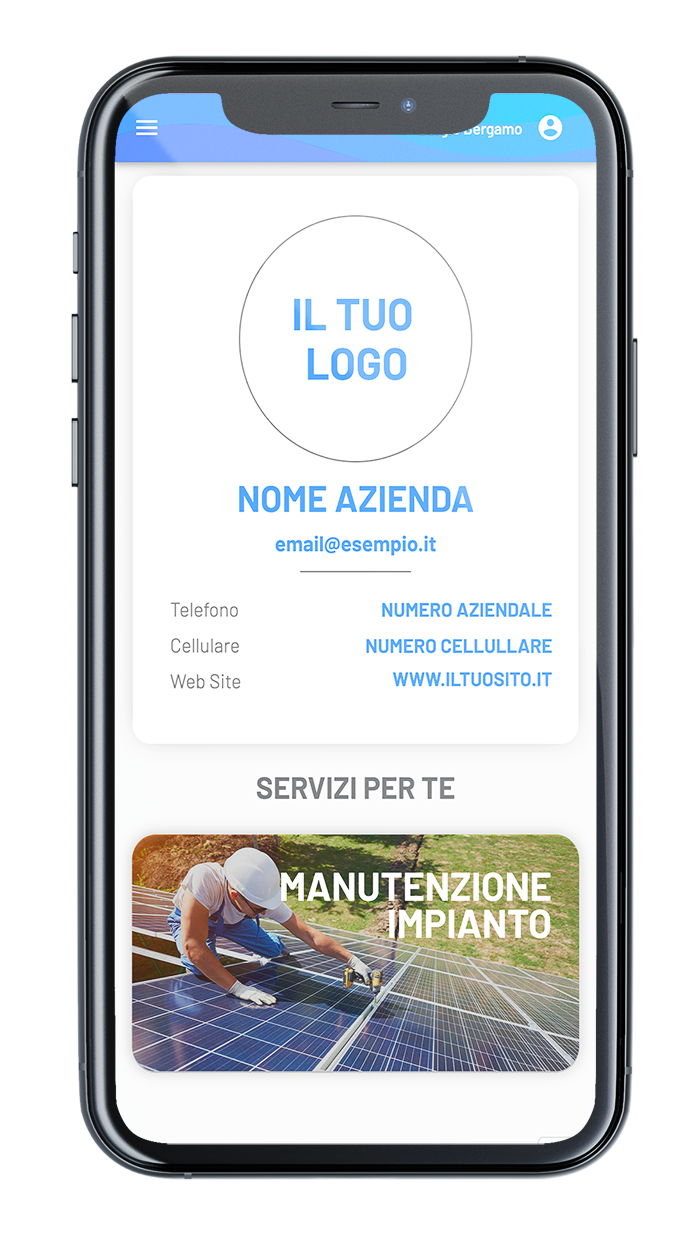 Bergamo
IL TUO
LOGO
NOME AZIENDA
email@esempio.it
Telefono NUMERO AZIENDALE
Cellulare NUMERO CELLULLARE
Web Site WWW.ILTUOSITO.IT
SERVIZI PER TE
MANUTENZIONE
IMPIANTO